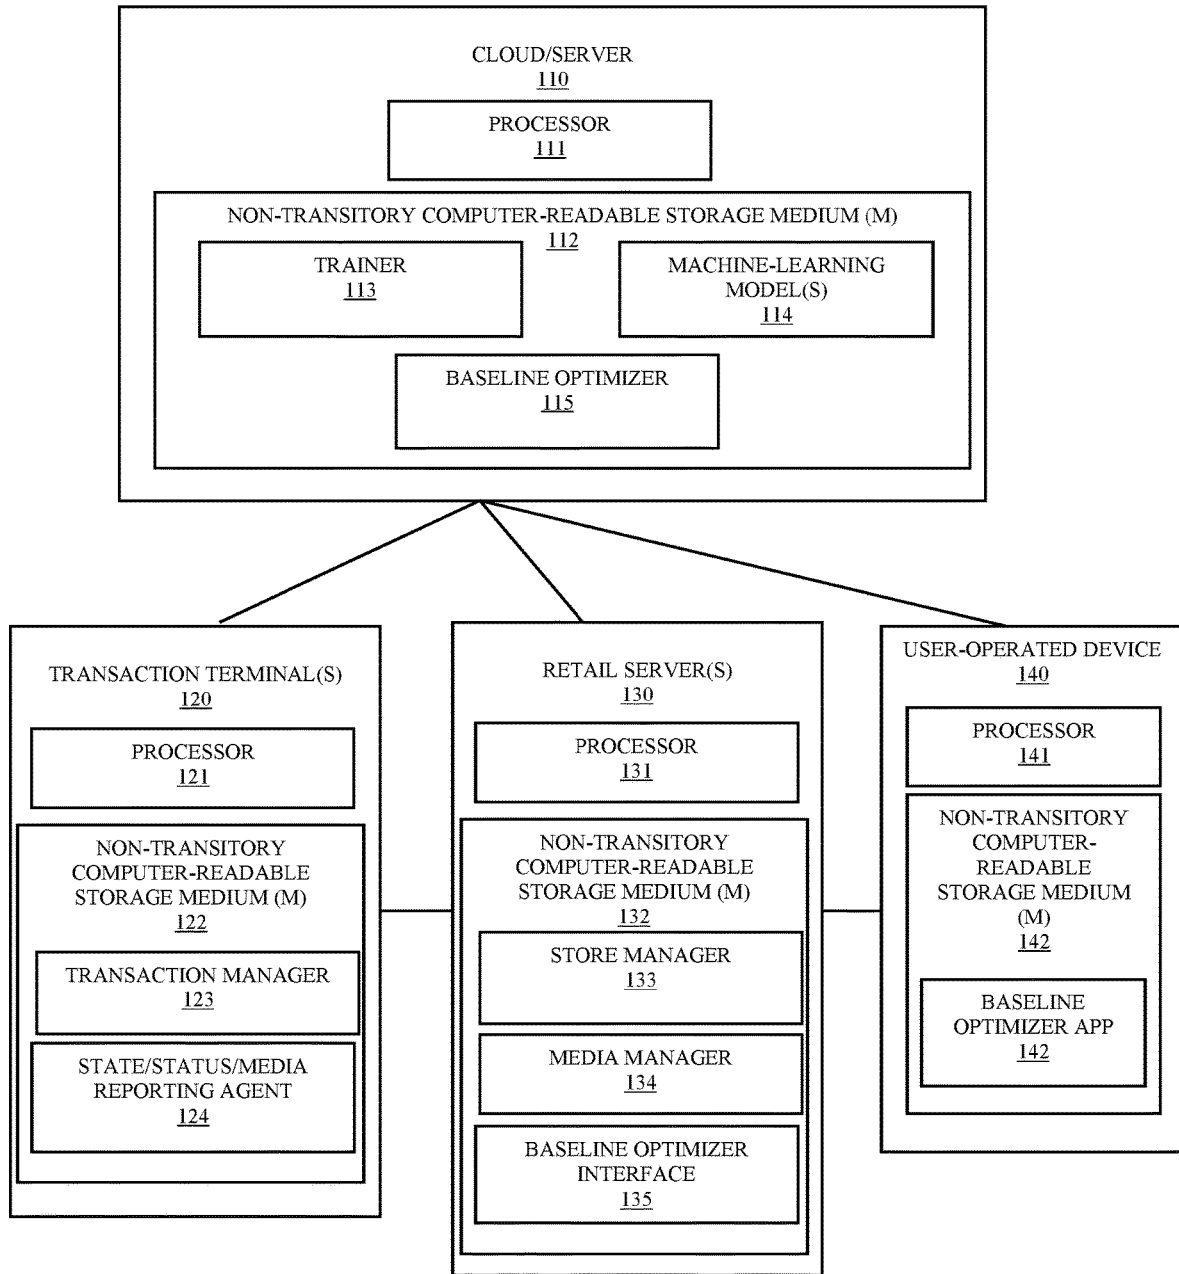 CLOUD/SERVER
110
PROCESSOR
111
NON-TRANSITORY COMPUTER-READABLE STORAGE MEDIUM (M)
112
TRAINER
113
MACHINE-LEARNING
MODEL(S)
114
BASELINE OPTIMIZER
115
TRANSACTION TERMINAL(S)
120
PROCESSOR
121
NON-TRANSITORY
COMPUTER-READABLE
STORAGE MEDIUM (M)
122
TRANSACTION MANAGER
123
STATE/STATUS/MEDIA
REPORTING AGENT
124
RETAIL SERVER(S)
130
PROCESSOR
131
NON-TRANSITORY
COMPUTER-READABLE
STORAGE MEDIUM (M)
132
STORE MANAGER
133
MEDIA MANAGER
134
BASELINE OPTIMIZER
INTERFACE
135
USER-OPERATED DEVICE
140
PROCESSOR
141
NON-TRANSITORY
COMPUTER-
READABLE
STORAGE MEDIUM
(M)
142
BASELINE
OPTIMIZER APP
142